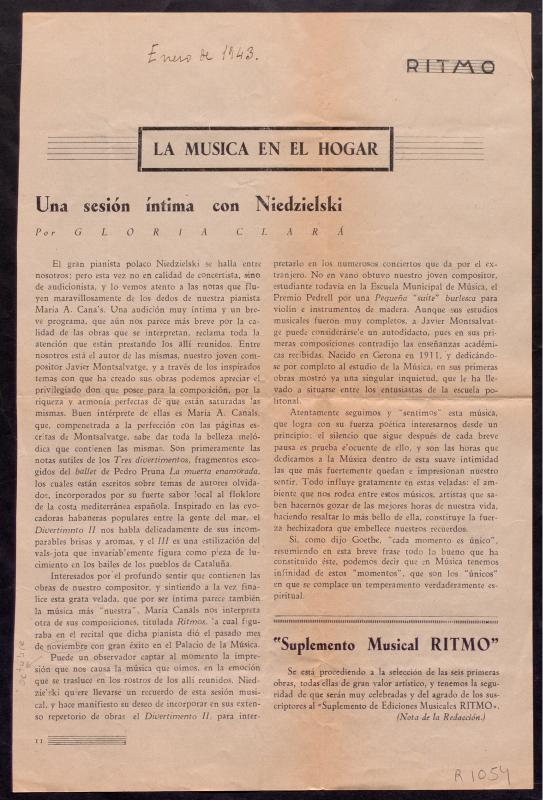 Enero de 1943.
RITMO
LA MUSICA EN EL HOGAR
Una sesión íntima con Niedzielski
Por GLORIA CLARÁ
El gran pianista polaco Niedzielski se halla entre
nosotros; pero esta vez no en calidad de concertista, sino
de audicionista, y lo vemos atento a las notas que flu-
yen maravillosamente de los dedos de nuestra pianista
Maria A. Cana's. Una audición muy íntima y un bre-
ve programa, que aún nos parece más breve por la ca-
lidad de las obras que se interpretan, reclama toda la
atención que están prestando los allí reunidos. Entre
nosotros está el autor de las mismas, nuestro joven com-
positor Javier Montsalvatge, y a través de los inspirados
temas con que ha creado sus obras podemos apreciar el
privilegiado don que posee para la composición, por la
riqueza y armonía perfectas de que están saturadas las
mismas. Buen intérprete de ellas es Maria A. Canals,
que, compenetrada a la perfección con las páginas es-
critas de Montsalvatge, sabe dar toda la belleza meló-
dica que contienen las mismas. Son primeramente las
notas sutiles de los Tres divertimentos, fragmentos esco-
gidos del ballet de Pedro Pruna La muerta enamorada,
los cuales están escritos sobre temas de autores olvida-
dos, incorporados por su fuerte sabor local al floklore
de la costa mediterránea española. Inspirado en las evo-
cadoras habaneras populares entre la gente del mar, el
Divertimnto II nos habla delicadamente de sus incom-
parables brisas y aromas, y el III es una estilización del
vals-jota que invariab'emente figura como pieza de lu-
cimiento en los bailes de los pueblos de Cataluña.
Interesados por el profundo sentir que contienen las
obras de nuestro compositor, y sintiendo a la vez fina-
lice esta grata velada, que por ser íntima parece también
la música más "nuestra", María Canals nos interpreta
otra de sus composiciones, titulada Ritmos, 'a cual figu-
raba en el recital que dicha pianista dió el pasado mes
de noviembre con gran éxito en el Palacio de la Música.
Puede un observador captar al momento la impre-
sión que nos causa la música que oímos, en la emoción
que se trasluce en los rostros de los allí reunidos. Nied-
zie'ski quiere llevarse un recuerdo de esta sesión musi-
cal, y hace manifiesto su deseo de incorporar en sus exten-
so repertorio de obras el Divertimento II, para inter-
11
pretarlo en los numerosos conciertos que da por el ex-
tranjero. No en vano obtuvo nuestro joven compositor,
estudiante todavía en la Escuela Municipal de Música, el
Premio Pedrell por una Pequeña "suite" burlesca para
violín e instrumentos de madera. Aunque sus estudios
musicales fueron muy completos, a Javier Montsalvat-
ge puede considerárse'e un autodidacto, pues en sus pri-
meras composiciones contradijo las enseñanzas académi-
cas recibidas. Nacido en Gerona en 1911, y dedicándo-
se por completo al estudio de la Música, en sus primeras
obras mostró ya una singular inquietud, que le ha lle-
vado a situarse entre los entusiastas de la escuela po-
litonal.
Atentamente seguimos y "sentimos" esta música,
que logra con su fuerza poética interesarnos desde un
principio; el silencio que sigue después de cada breve
pausa es prueba e'ocuente de ello, y son las horas que
dedicamos a la Música dentro de esta suave intimidad
las que más fuertemente quedan e impresionan nuestro
sentir. Todo influye gratamente en estas veladas: el am-
biente que nos rodea entre estos músicos, artistas que sa-
ben hacernos gozar de las mejores horas de nuestra vida,
haciendo resaltar lo más bello de ella, constituye la fuer-
za hechizadora que embellece nuestros recuerdos.
Si, como dijo Goethe, "cada momento es único",
resumiendo en esta breve frase todo lo bueno que ha
constituído éste, podemos decir que en Música tenemos
infinidad de estos "momentos", que son los "únicos"
en que se complace un temperamento verdaderamente es-
piritual.
"Suplemento Musical RITMO"
Se está procediendo a la selección de las seis primeras
obras, todas ellas de gran valor artístico, y tenemos la segu-
ridad de que serán muy celebradas y del agrado de los sus-
criptores al «Suplemento de Ediciones Musicales RITMO».
(Nota de la Redacción.)
R 1054